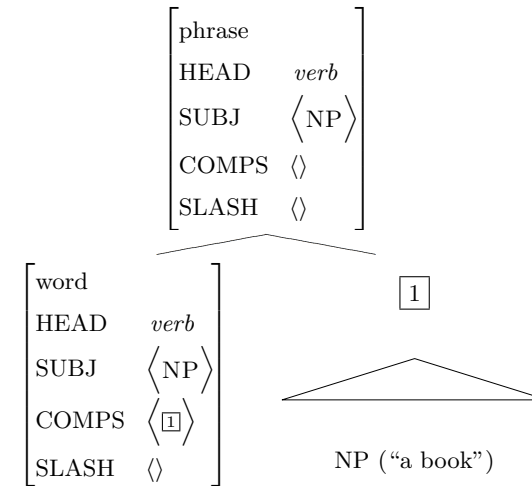 phrase
HEAD verb
SUBJ ⟨NP⟩
COMPS ⟨⟩
SLASH ⟨⟩
word
HEAD verb
SUBJ ⟨NP⟩
COMPS ⟨1⟩
SLASH ⟨⟩
1
NP (“a book”)